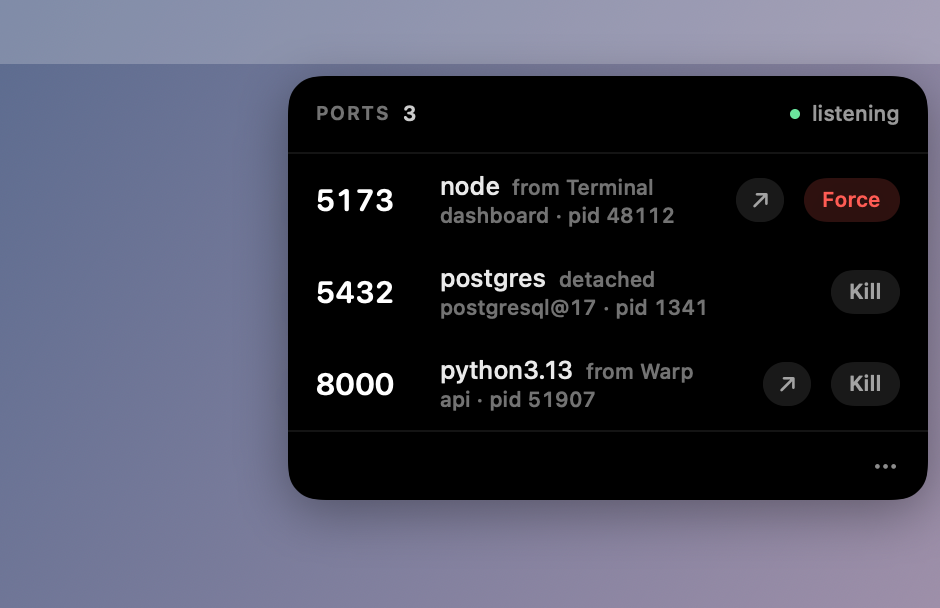 PORTS 3 listening
5173 node from Terminal Force
dashboard · pid 48112
5432 postgres detached Kill
postgresql@17 · pid 1341
8000 python3.13 from Warp Kill
api · pid 51907